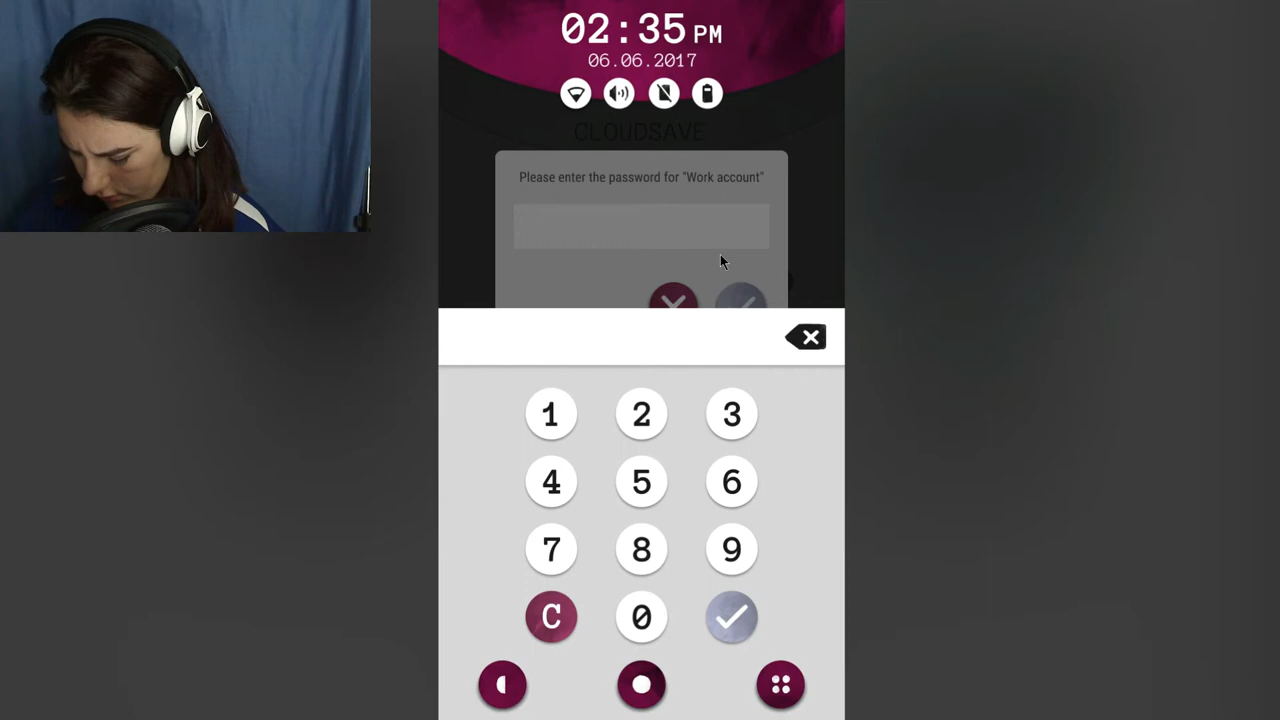 02:35 PM
06.06.2017
CLOUDSAVE
Please enter the password for "Work account"
1 2 3
4 5 6
7 8 9
C 0